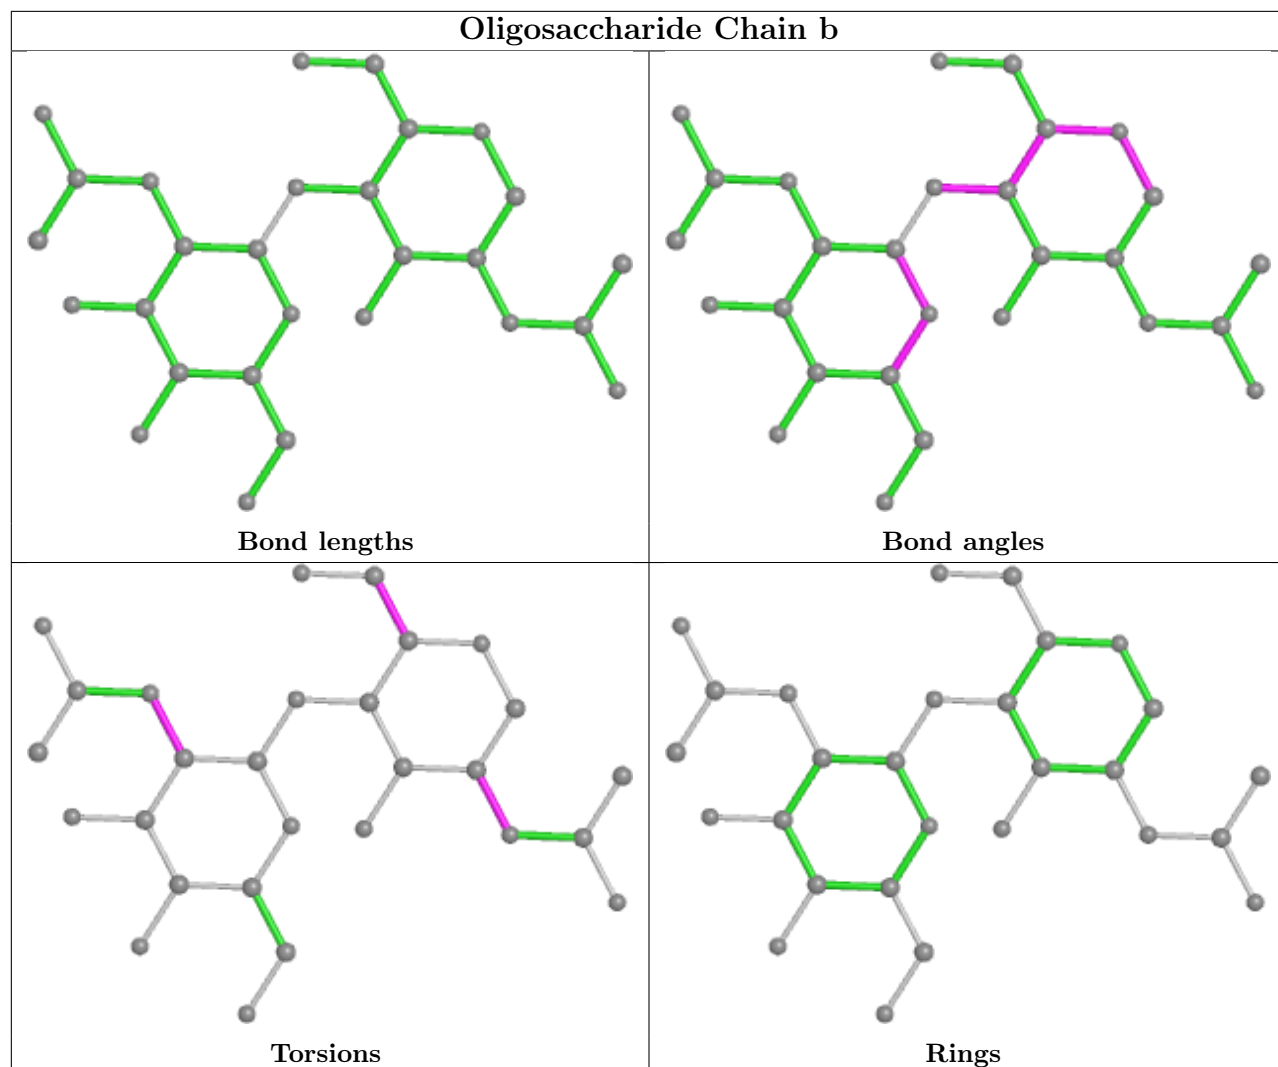 Oligosaccharide Chain b
Bond lengths
Bond angles
Torsions
Rings